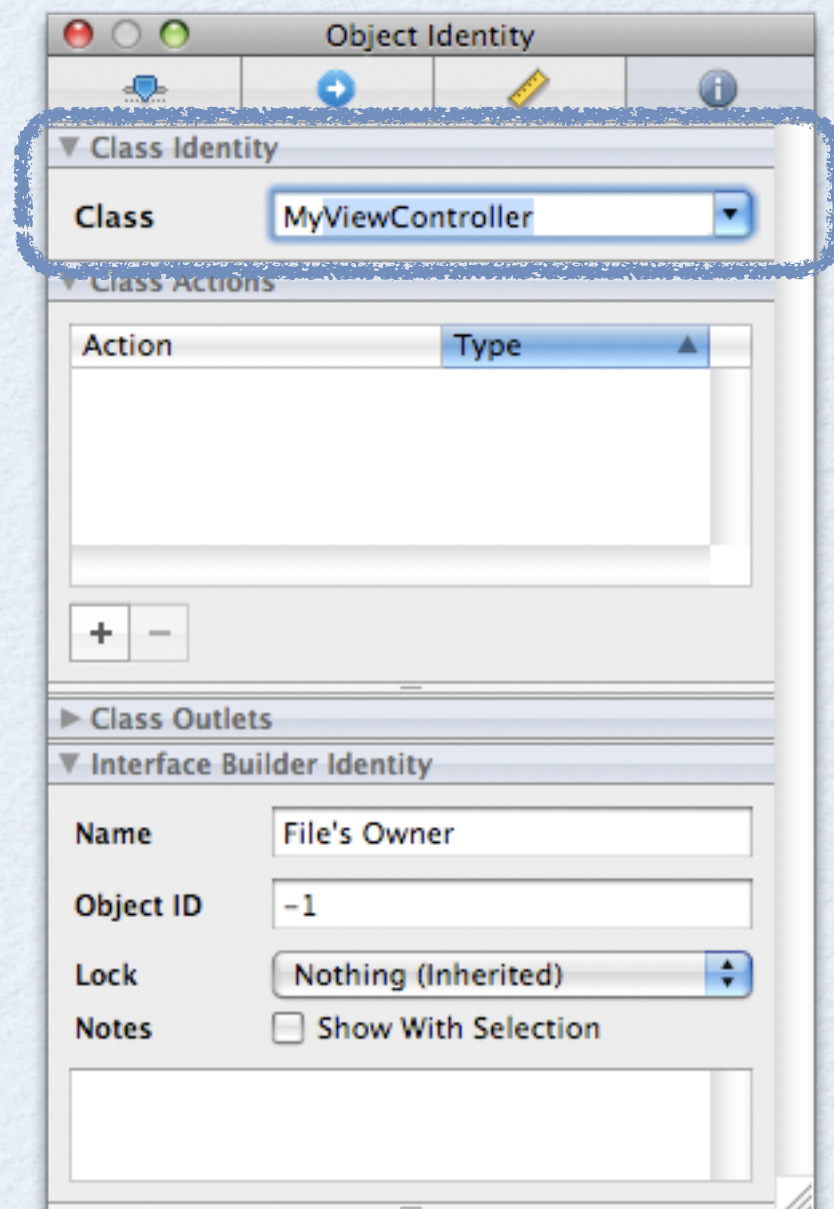 Object Identity
Class Identity
Class MyViewController
Class Actions
Action Type
Class Outlets
Interface Builder Identity
Name File's Owner
Object ID -1
Lock Nothing (Inherited)
Notes Show With Selection